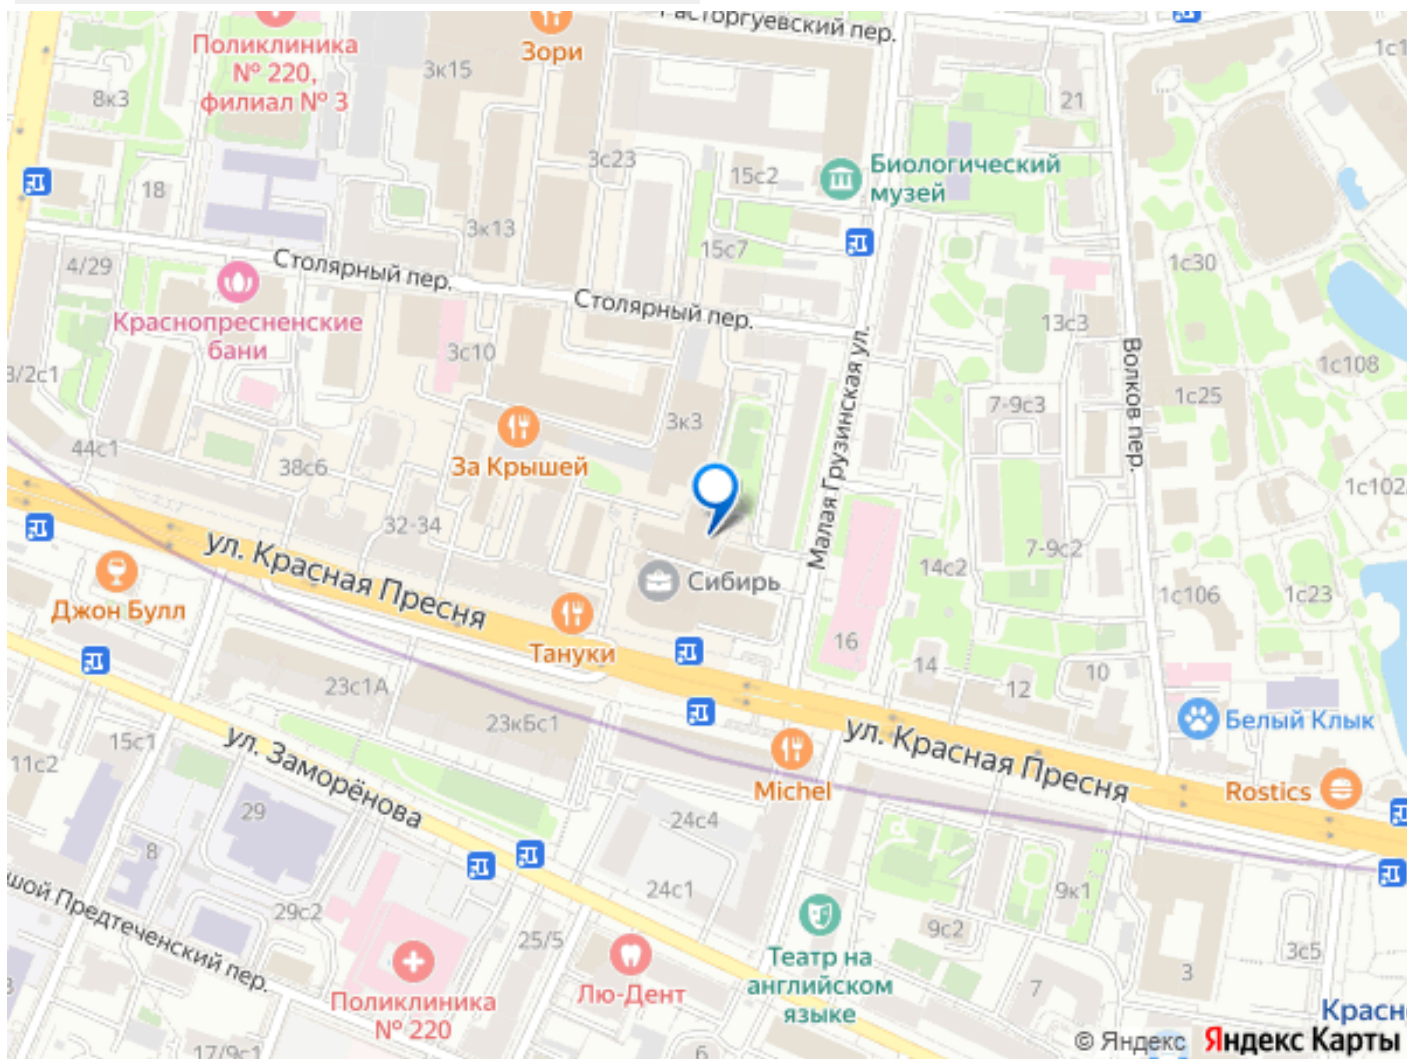 Расторгуевский пер.
Поликлиника
№ 220,
филиал № 3
Зори
3к15
8к3
21
1с1
3с23
15с2
Биологический
музей
18
3к13
15с7
4/29
Столярный пер.
Столярный пер.
1с30
Краснопресненские
бани
3с10
13с3
Малая Грузинская ул.
Волков пер.
1с108
3/2с1
1с25
3к3
7-9с3
44с1
38с6
За Крышей
1с102
32-34
ул. Красная Пресня
7-9с2
14с2
Сибирь
1с106
1с23
Джон Булл
Тануки
16
14
12
10
23с1А
23кБс1
Белый Клык
15с1
11с2
ул. Заморёнова
ул. Красная Пресня
Michel
Rostics
29
24с4
8
24с1
9к1
29с2
шой Предтеченский пер.
25/5
9с2
3с5
Театр на
английском
языке
Лю-Дент
Поликлиника
№ 220
7
3
3
Красн
17/9с1
6
© Яндекс Яндекс Карты